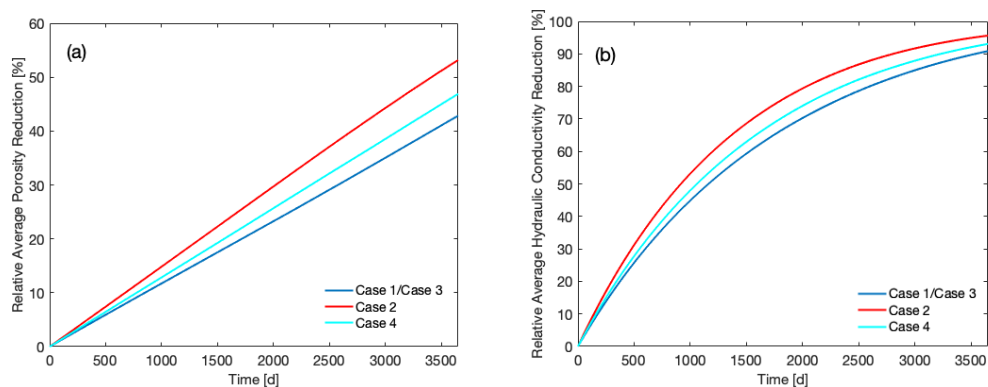 (a)
Relative Average Porosity Reduction [%]
60
50
40
30
20
10
0
Case 1/Case 3
Case 2
Case 4
0 500 1000 1500 2000 2500 3000 3500
Time [d]
(b)
Relative Average Hydraulic Conductivity Reduction [%]
100
90
80
70
60
50
40
30
20
10
0
Case 1/Case 3
Case 2
Case 4
0 500 1000 1500 2000 2500 3000 3500
Time [d]